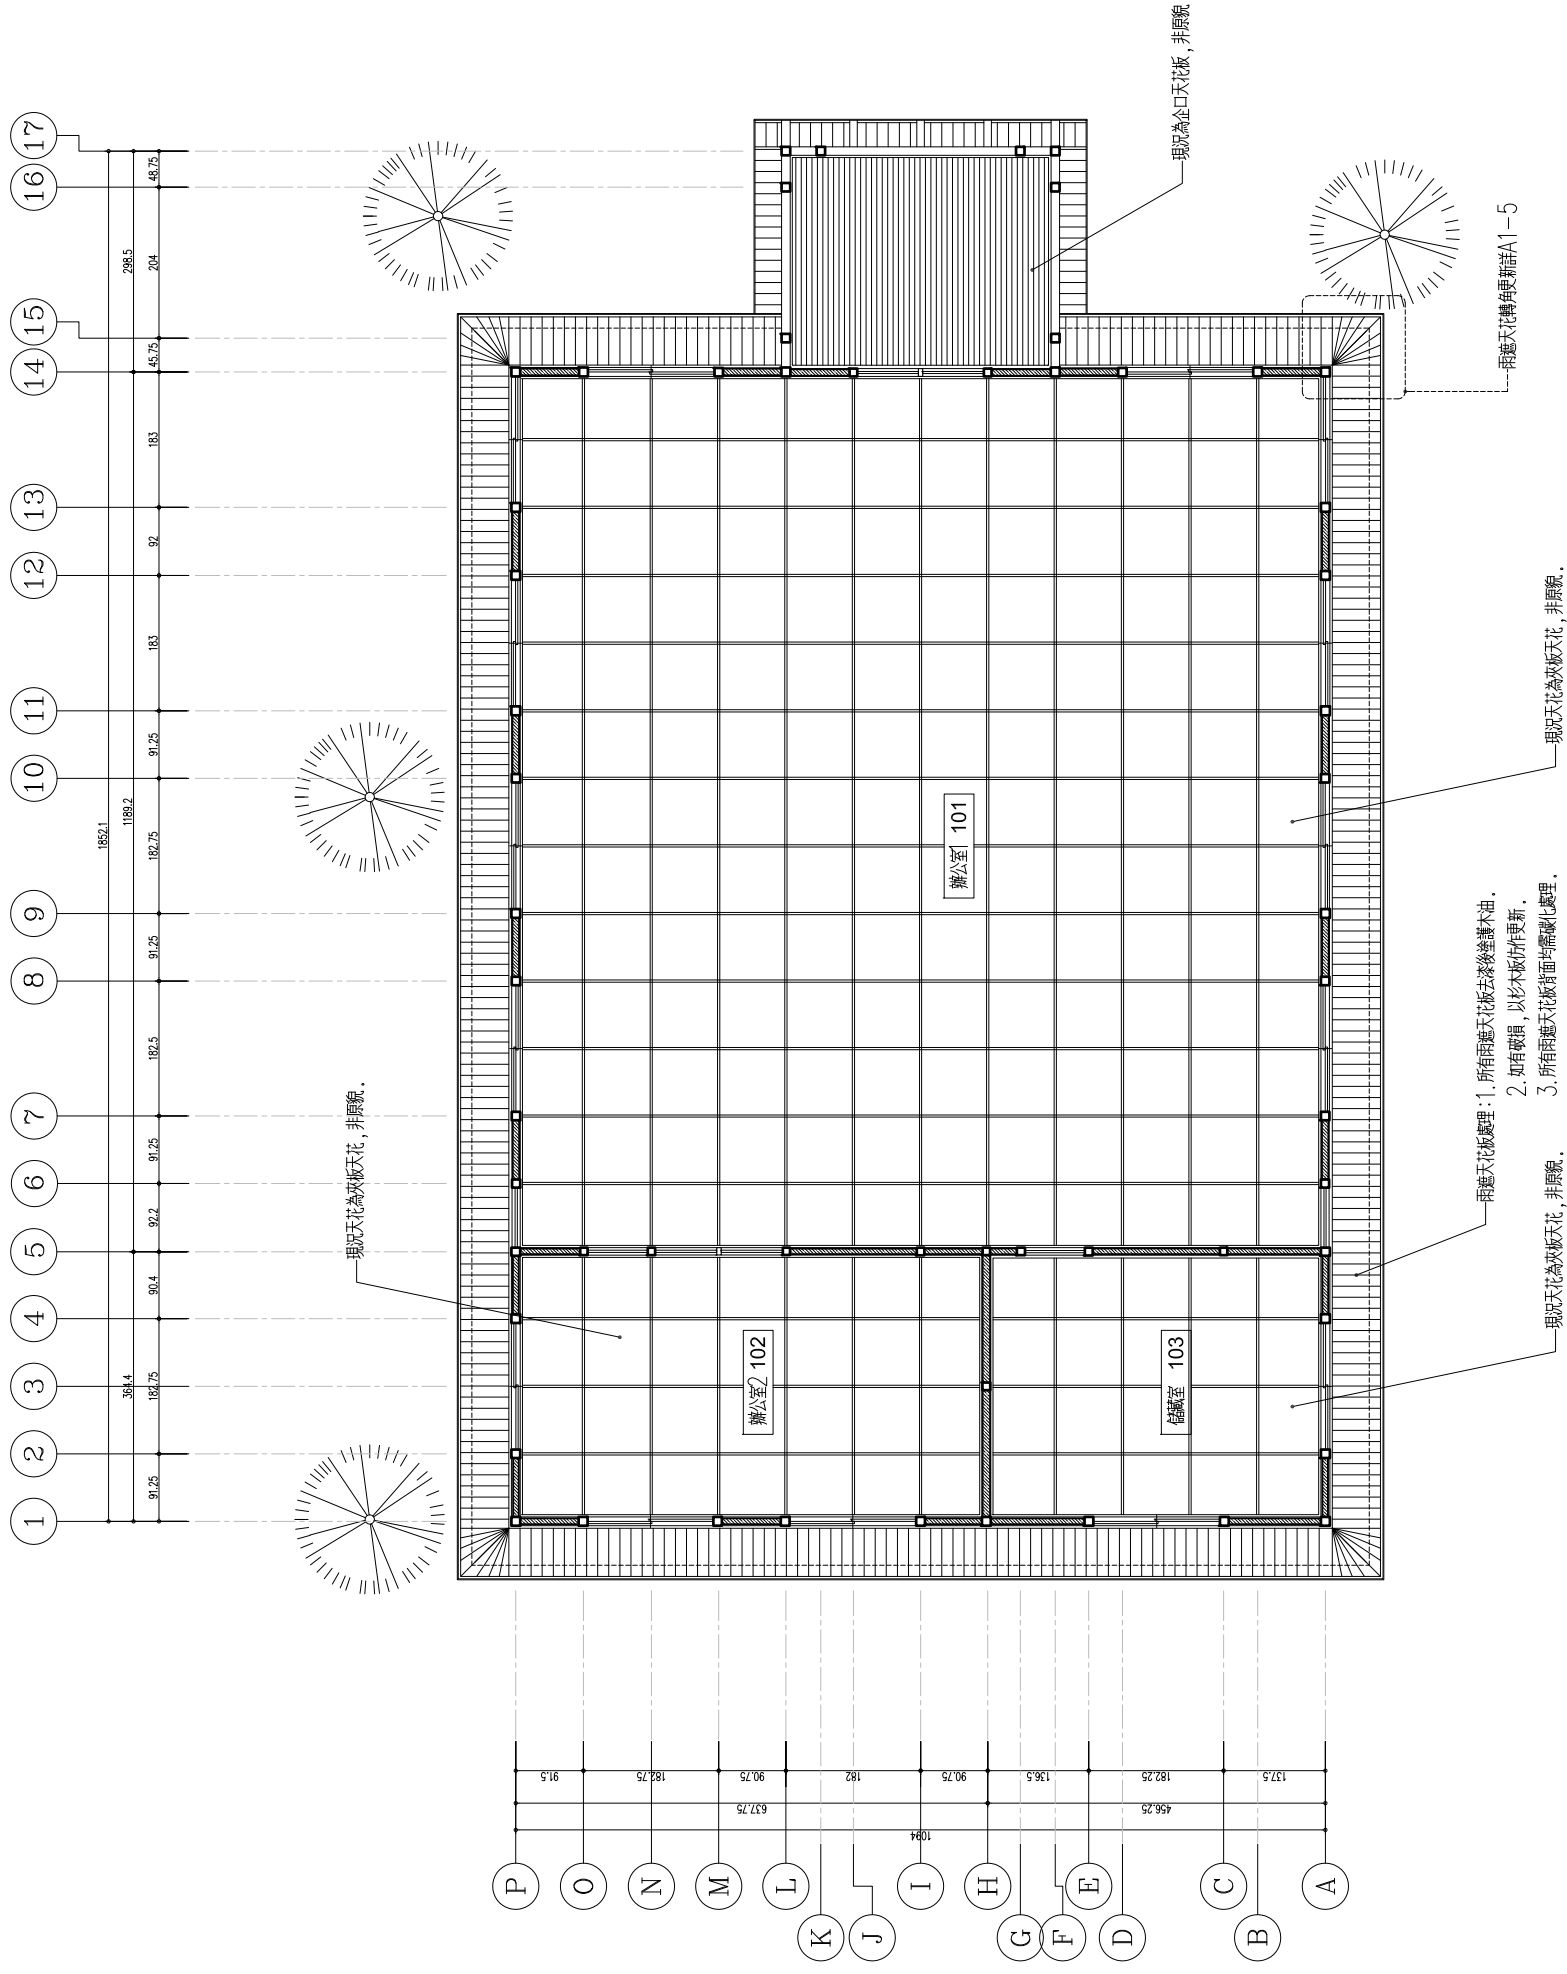 1
2
3
4
5
6
7
8
9
10
11
12
13
14
15
16
17
1852.1
364.4
1189.2
298.5
91.25
182.75
90.4
92.2
91.25
182.5
91.25
182.75
91.25
183
92
183
45.75
204
48.75
現況天花為夾板天花，非原貌。
現況為企口天花板，非原貌
辦公室1 101
辦公室2 102
儲藏室 103
雨遮天花轉角更新詳A1-5
現況天花為夾板天花，非原貌。
雨遮天花板處理：1. 所有雨遮天花板去漆後塗護木油。
2. 如有破損，以杉木板仿作更新。
3. 所有雨遮天花板背面均需碳化處理。
現況天花為夾板天花，非原貌。
91.5
182.75
90.75
182
90.75
136.5
182.25
137.5
637.75
456.25
1094
P
O
N
M
L
K
J
I
H
G
F
E
D
C
B
A